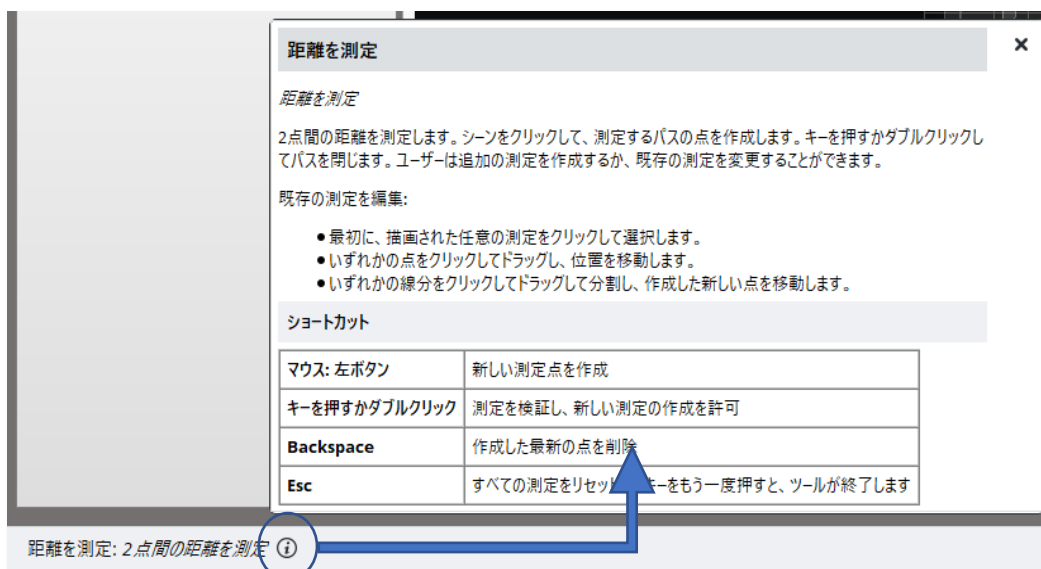 距離を測定
距離を測定
2点間の距離を測定します。シーンをクリックして、測定するパスの点を作成します。キーを押すかダブルクリックし
てパスを閉じます。ユーザーは追加の測定を作成するか、既存の測定を変更することができます。
既存の測定を編集:
●最初に、描画された任意の測定をクリックして選択します。
●いずれかの点をクリックしてドラッグし、位置を移動します。
●いずれかの線分をクリックしてドラッグして分割し、作成した新しい点を移動します。
ショートカット
マウス: 左ボタン 新しい測定点を作成
キーを押すかダブルクリック 測定を検証し、新しい測定の作成を許可
Backspace 作成した最新の点を削除
Esc すべての測定をリセット キーをもう一度押すと、ツールが終了します
距離を測定: 2点間の距離を測定